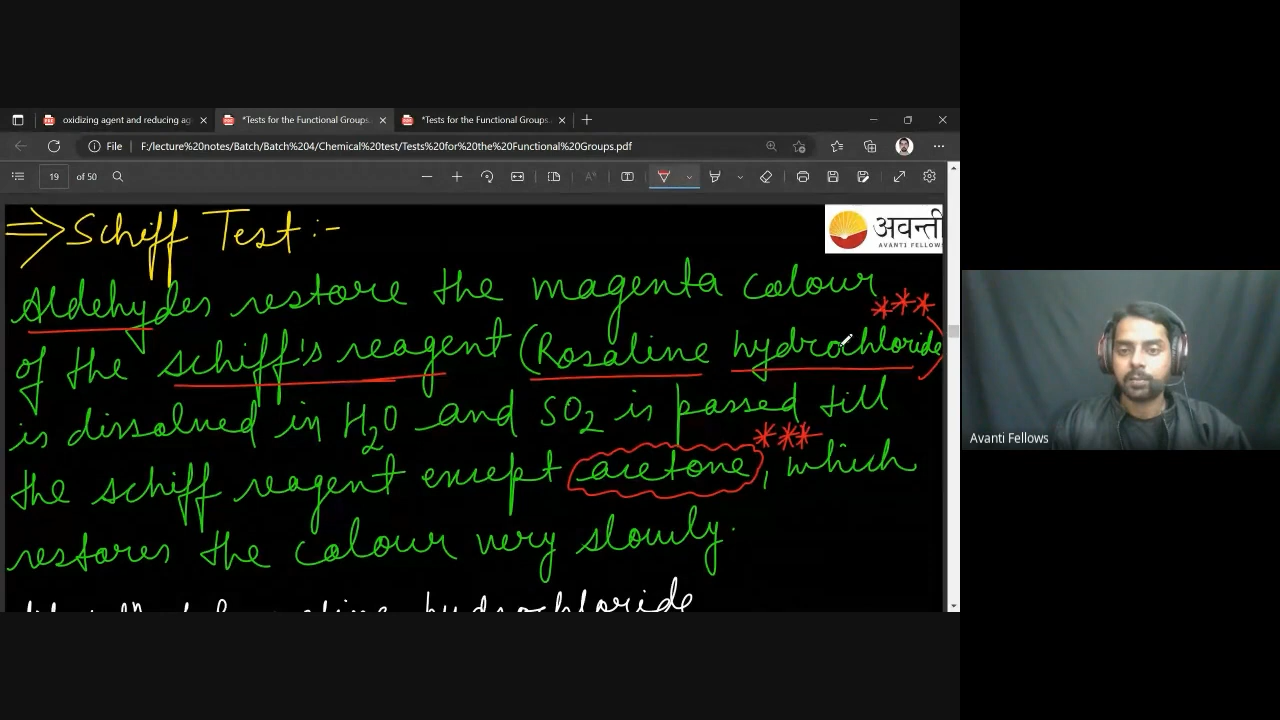 oxidizing agent and reducing ag
*Tests for the Functional Groups.
*Tests for the Functional Groups.
File
F:/lecture%20notes/Batch/Batch%204/Chemical%20test/Tests%20for%20the%20Functional%20Groups.pdf
19 of 50
⇒ Schiff Test :-
अवन्ती
AVANTI FELLOWS
Aldehydes restore the magenta colour
of the schiff's reagent (Rosaline hydrochloride)
is dissolved in H₂O and SO₂ is passed till
the schiff reagent except acetone, which
restores the colour very slowly.
hydrochloride
Avanti Fellows